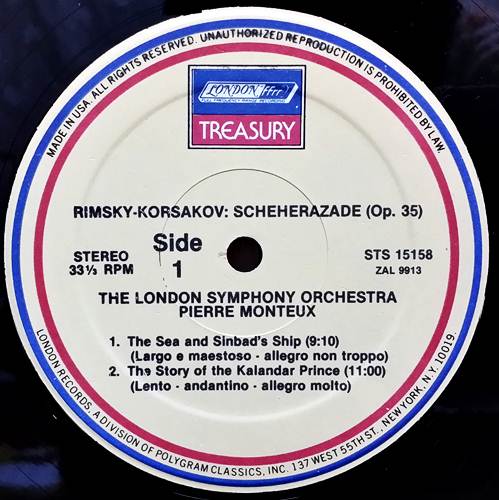 MADE IN USA. ALL RIGHTS RESERVED. UNAUTHORIZED REPRODUCTION IS PROHIBITED BY LAW.
LONDON ffrr
FULL FREQUENCY RANGE RECORDING
TREASURY
RIMSKY-KORSAKOV: SCHEHERAZADE (Op. 35)
STEREO
33⅓ RPM
Side
1
STS 15158
ZAL 9913
THE LONDON SYMPHONY ORCHESTRA
PIERRE MONTEUX
1. The Sea and Sinbad's Ship (9:10)
(Largo e maestoso - allegro non troppo)
2. The Story of the Kalandar Prince (11:00)
(Lento - andantino - allegro molto)
LONDON RECORDS, A DIVISION OF POLYGRAM CLASSICS, INC. 137 WEST 55TH ST., NEW YORK, N.Y. 10019.